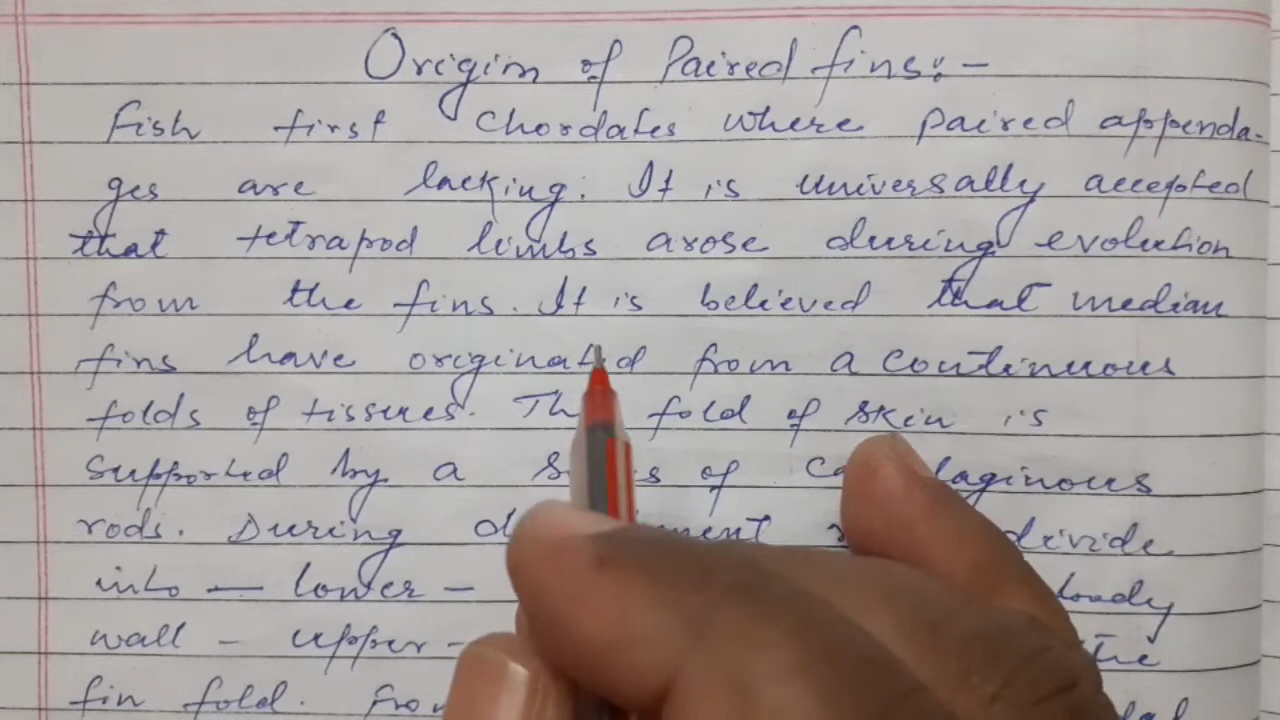 Origin of Paired fins:-
Fish first Chordates where paired appenda-
ges are lacking. It is universally accepted
that tetrapod limbs arose during evolution
from the fins. It is believed that median
fins have originated from a continuous
folds of tissues. fold of skin is
supported by a of
rods. During divide
into — lower - body
wall - upper - the
fin fold.